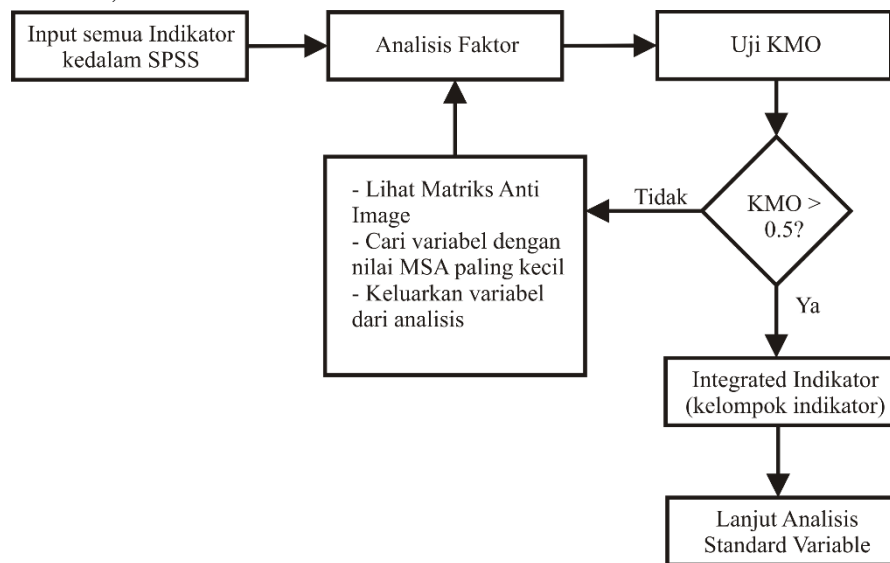 Input semua Indikator
kedalam SPSS
Analisis Faktor
Uji KMO
- Lihat Matriks Anti
Image
- Cari variabel dengan
nilai MSA paling kecil
- Keluarkan variabel
dari analisis
Tidak
KMO >
0.5?
Ya
Integrated Indikator
(kelompok indikator)
Lanjut Analisis
Standard Variable